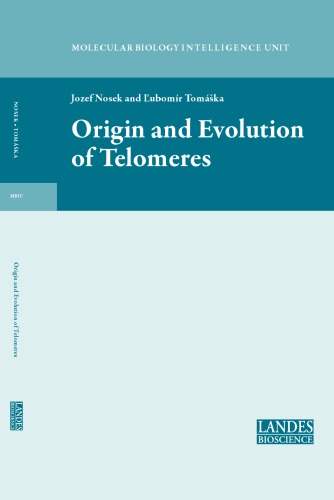 MOLECULAR BIOLOGY INTELLIGENCE UNIT
Jozef Nosek and Ľubomír Tomáška
Origin and Evolution
of Telomeres
LANDES
BIOSCIENCE
NOSEK • TOMÁŠKA
MBIU
Origin and Evolution of Telomeres
LANDES
BIOSCIENCE